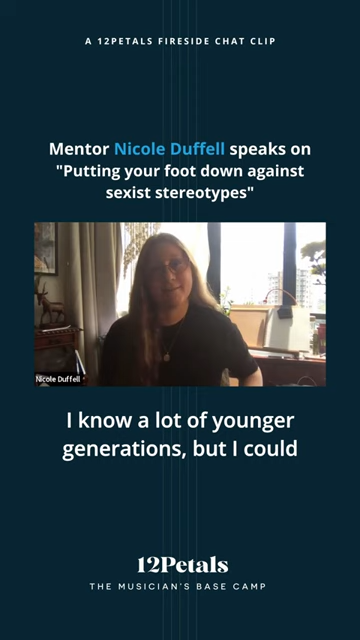 A 12PETALS FIRESIDE CHAT CLIP
Mentor Nicole Duffell speaks on
"Putting your foot down against
sexist stereotypes"
Nicole Duffell
I know a lot of younger
generations, but I could
12Petals
THE MUSICIAN'S BASE CAMP